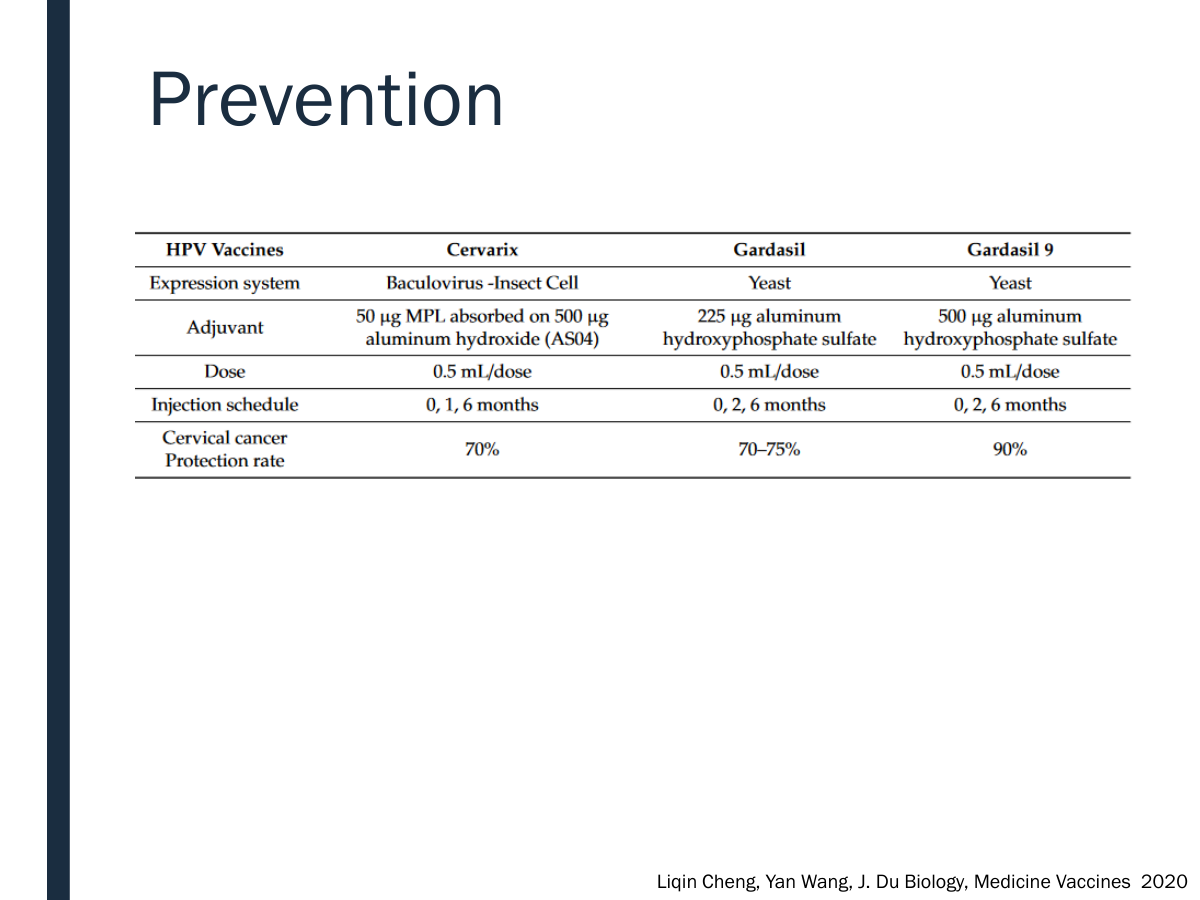 Prevention
HPV Vaccines Cervarix Gardasil Gardasil 9
Expression system Baculovirus -Insect Cell Yeast Yeast
Adjuvant 50 µg MPL absorbed on 500 µg aluminum hydroxide (AS04) 225 µg aluminum hydroxyphosphate sulfate 500 µg aluminum hydroxyphosphate sulfate
Dose 0.5 mL/dose 0.5 mL/dose 0.5 mL/dose
Injection schedule 0, 1, 6 months 0, 2, 6 months 0, 2, 6 months
Cervical cancer Protection rate 70% 70–75% 90%
Liqin Cheng, Yan Wang, J. Du Biology, Medicine Vaccines 2020